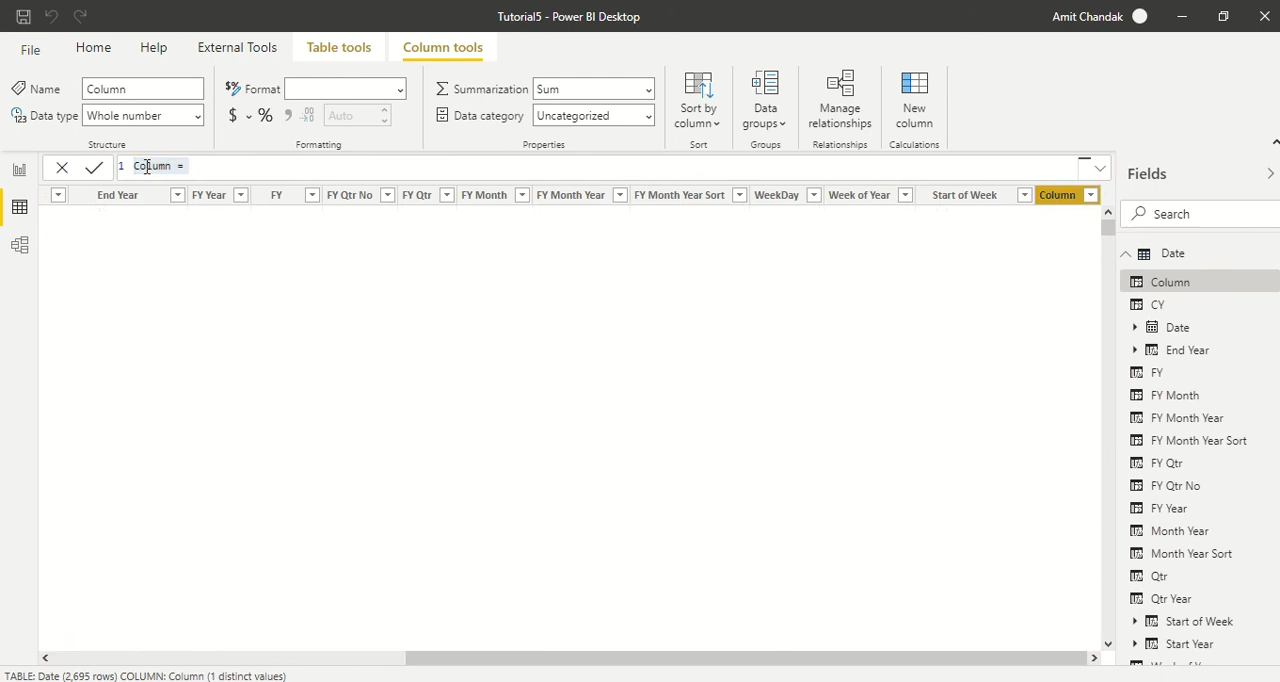 Tutorial5 - Power BI Desktop
Amit Chandak
File
Home
Help
External Tools
Table tools
Column tools
Name
Column
Data type
Whole number
Structure
$% Format
$ %
Auto
Formatting
Summarization
Sum
Data category
Uncategorized
Properties
Sort by
column
Sort
Data
groups
Groups
Manage
relationships
Relationships
New
column
Calculations
1 Column =
End Year
FY Year
FY
FY Qtr No
FY Qtr
FY Month
FY Month Year
FY Month Year Sort
WeekDay
Week of Year
Start of Week
Column
Fields
Search
Date
Column
CY
Date
End Year
FY
FY Month
FY Month Year
FY Month Year Sort
FY Qtr
FY Qtr No
FY Year
Month Year
Month Year Sort
Qtr
Qtr Year
Start of Week
Start Year
TABLE: Date (2,695 rows) COLUMN: Column (1 distinct values)